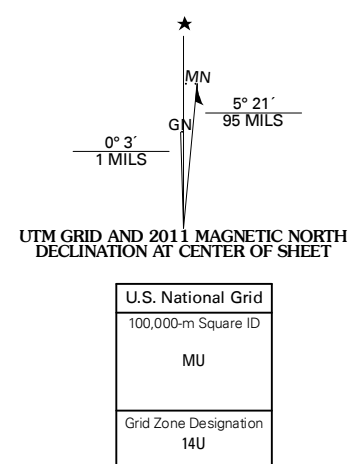 MN
GN
5° 21´
95 MILS
0° 3´
1 MILS
UTM GRID AND 2011 MAGNETIC NORTH
DECLINATION AT CENTER OF SHEET
U.S. National Grid
100,000-m Square ID
MU
Grid Zone Designation
14U